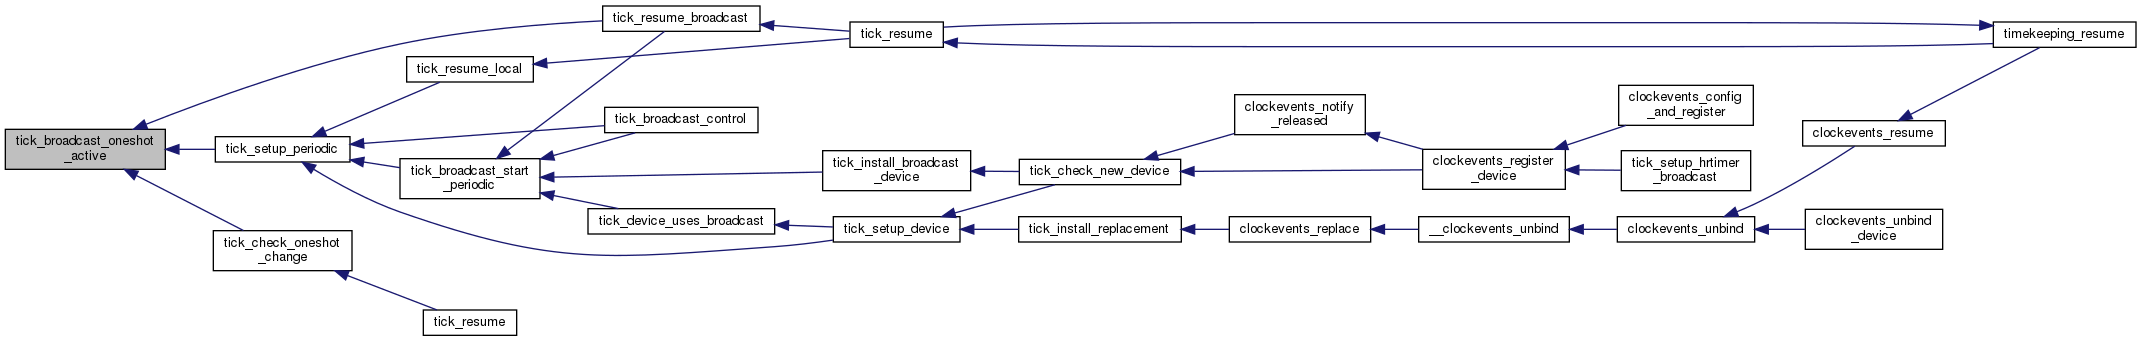 tick_resume_broadcast
tick_resume
timekeeping_resume
tick_resume_local
clockevents_config
_and_register
clockevents_notify
_released
tick_broadcast_control
clockevents_resume
tick_broadcast_oneshot
_active
tick_setup_periodic
tick_broadcast_start
_periodic
tick_install_broadcast
_device
tick_check_new_device
clockevents_register
_device
tick_setup_hrtimer
_broadcast
tick_device_uses_broadcast
tick_setup_device
tick_install_replacement
clockevents_replace
__clockevents_unbind
clockevents_unbind
clockevents_unbind
_device
tick_check_oneshot
_change
tick_resume